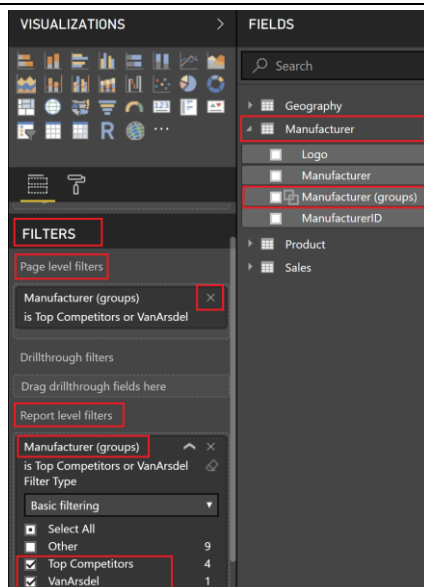 VISUALIZATIONS >
R
FILTERS
Page level filters
Manufacturer (groups)
is Top Competitors or VanArsdel
Drillthrough filters
Drag drillthrough fields here
Report level filters
Manufacturer (groups)
is Top Competitors or VanArsdel
Filter Type
Basic filtering
Select All
Other 9
Top Competitors 4
VanArsdel 1
FIELDS
Search
Geography
Manufacturer
Logo
Manufacturer
Manufacturer (groups)
ManufacturerID
Product
Sales